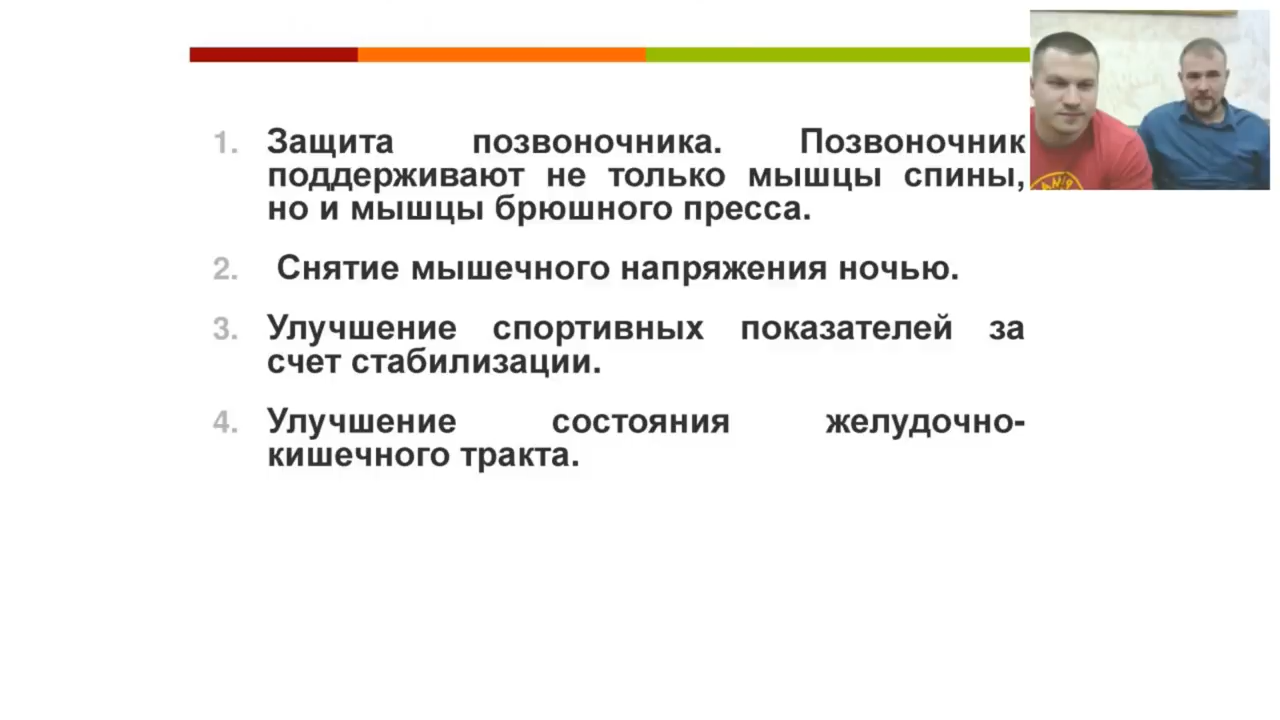 1. Защита позвоночника. Позвоночник
поддерживают не только мышцы спины,
но и мышцы брюшного пресса.
2. Снятие мышечного напряжения ночью.
3. Улучшение спортивных показателей за
счет стабилизации.
4. Улучшение состояния желудочно-
кишечного тракта.